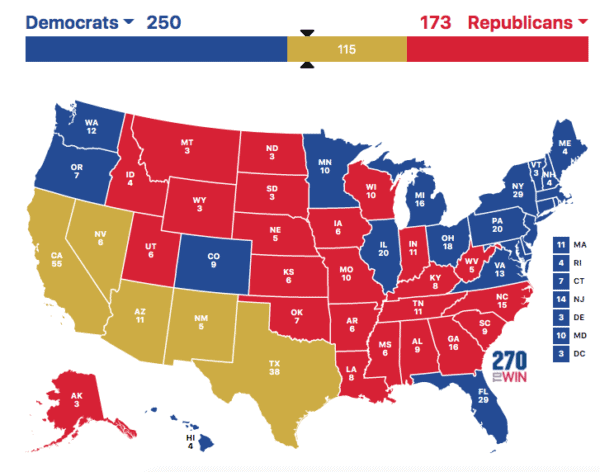 Democrats 250
173 Republicans
115
WA
12
OR
7
CA
55
NV
6
ID
4
MT
3
WY
3
UT
6
CO
9
AZ
11
NM
5
ND
3
SD
3
NE
5
KS
6
OK
7
TX
38
MN
10
IA
6
MO
10
AR
6
LA
8
WI
10
IL
20
MI
16
IN
11
OH
18
KY
8
TN
11
MS
6
AL
9
GA
16
FL
29
SC
9
NC
15
VA
13
WV
5
PA
20
NY
29
VT
3
NH
4
ME
4
11 MA
4 RI
7 CT
14 NJ
3 DE
10 MD
3 DC
AK
3
HI
4
270
TO WIN